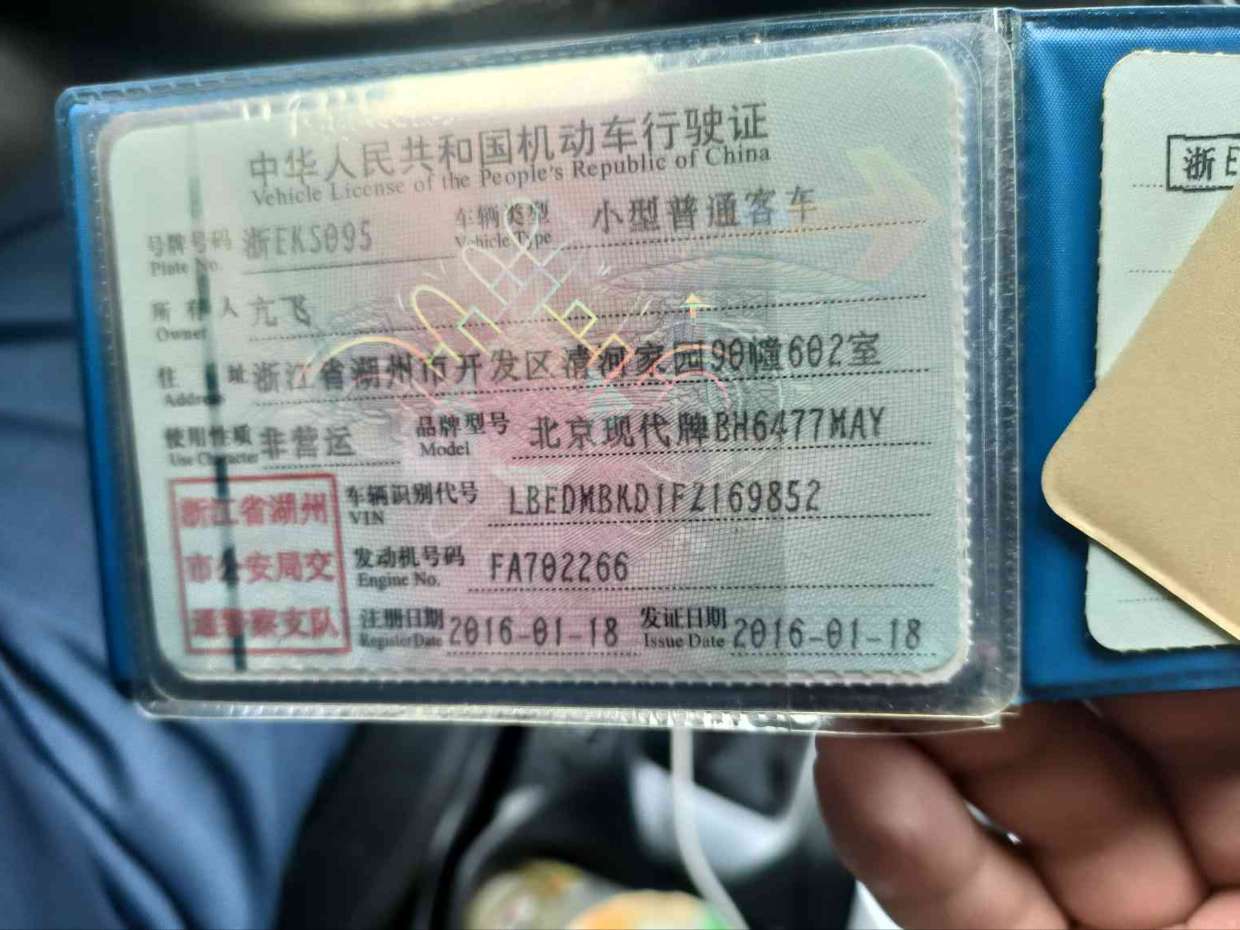 中华人民共和国机动车行驶证
Vehicle License of the People's Republic of China
号牌号码 浙EKS095 车辆类型 小型普通客车
Plate No. Vehicle Type
所有人 亢飞
Owner
住址 浙江省湖州市开发区清河家园90幢602室
Address
使用性质 非营运 品牌型号 北京现代牌BH6477MAY
Use Character Model
浙江省湖州
市公安局交
通警察支队
车辆识别代号 LBEDMBKD1FZ169852
VIN
发动机号码 FA702266
Engine No.
注册日期 2016-01-18 发证日期 2016-01-18
Register Date Issue Date
浙E